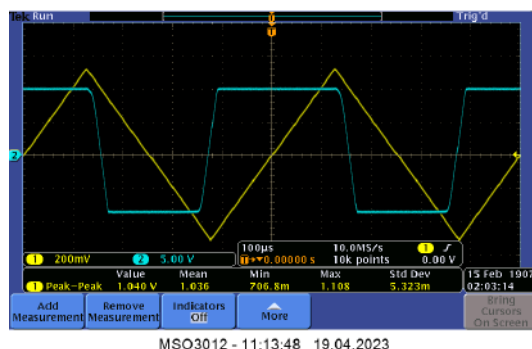 Tek Run Trig'd
T
T
2
1 200mV 2 5.00 V
100µs 10.0MS/s 1
T→▼0.00000 s 10k points 0.00 V
Value Mean Min Max Std Dev
1 Peak-Peak 1.040 V 1.036 706.8m 1.108 5.323m
15 Feb 1907
02:03:14
Add Measurement
Remove Measurement
Indicators Off
More
Bring Cursors On Screen
MSO3012 - 11:13:48 19.04.2023